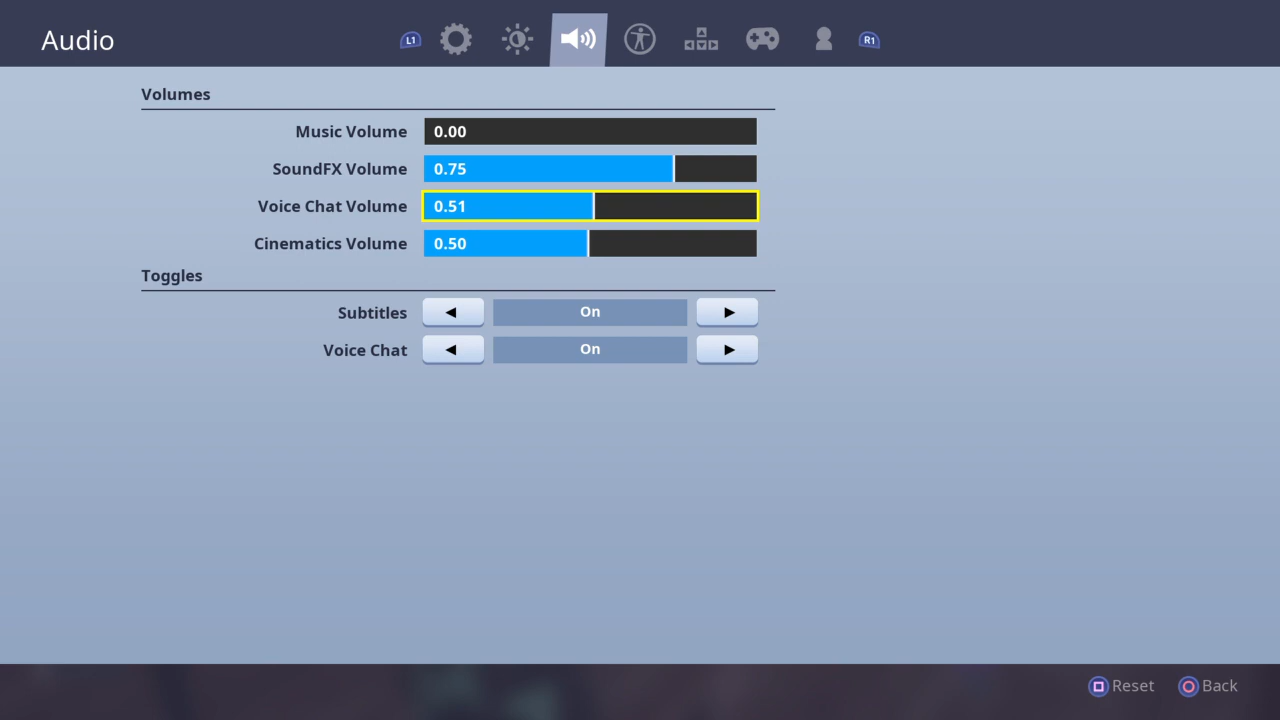 Audio
L1
R1
Volumes
Music Volume 0.00
SoundFX Volume 0.75
Voice Chat Volume 0.51
Cinematics Volume 0.50
Toggles
Subtitles On
Voice Chat On
Reset Back